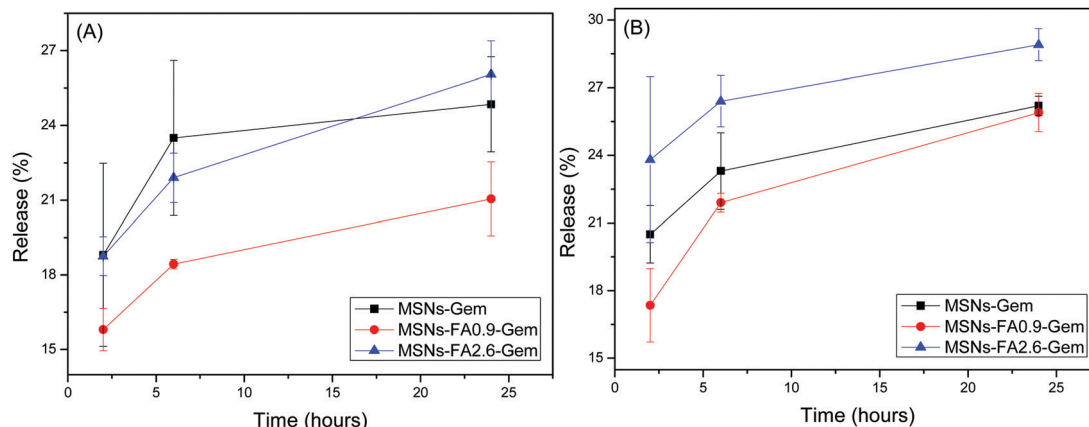 (A)
Release (%)
27
24
21
18
15
0
5
10
15
20
25
Time (hours)
MSNs-Gem
MSNs-FA0.9-Gem
MSNs-FA2.6-Gem
(B)
Release (%)
30
27
24
21
18
15
0
5
10
15
20
25
Time (hours)
MSNs-Gem
MSNs-FA0.9-Gem
MSNs-FA2.6-Gem